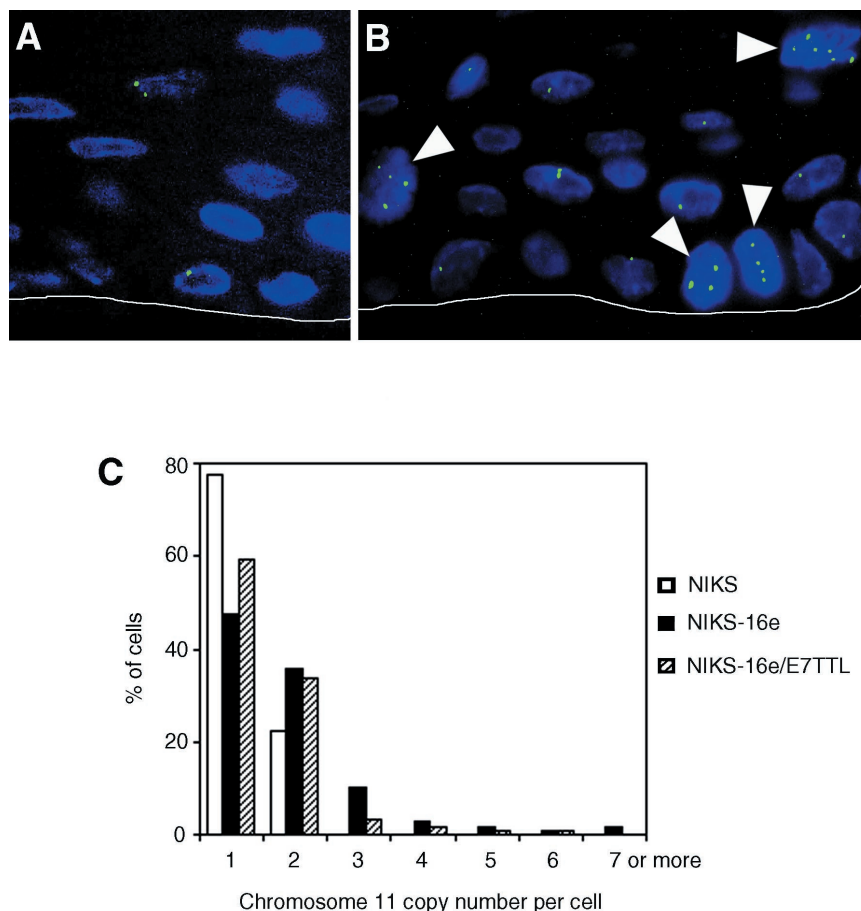 A
B
C
80
60
40
20
0
% of cells
1 2 3 4 5 6 7 or more
Chromosome 11 copy number per cell
NIKS
NIKS-16e
NIKS-16e/E7TTL